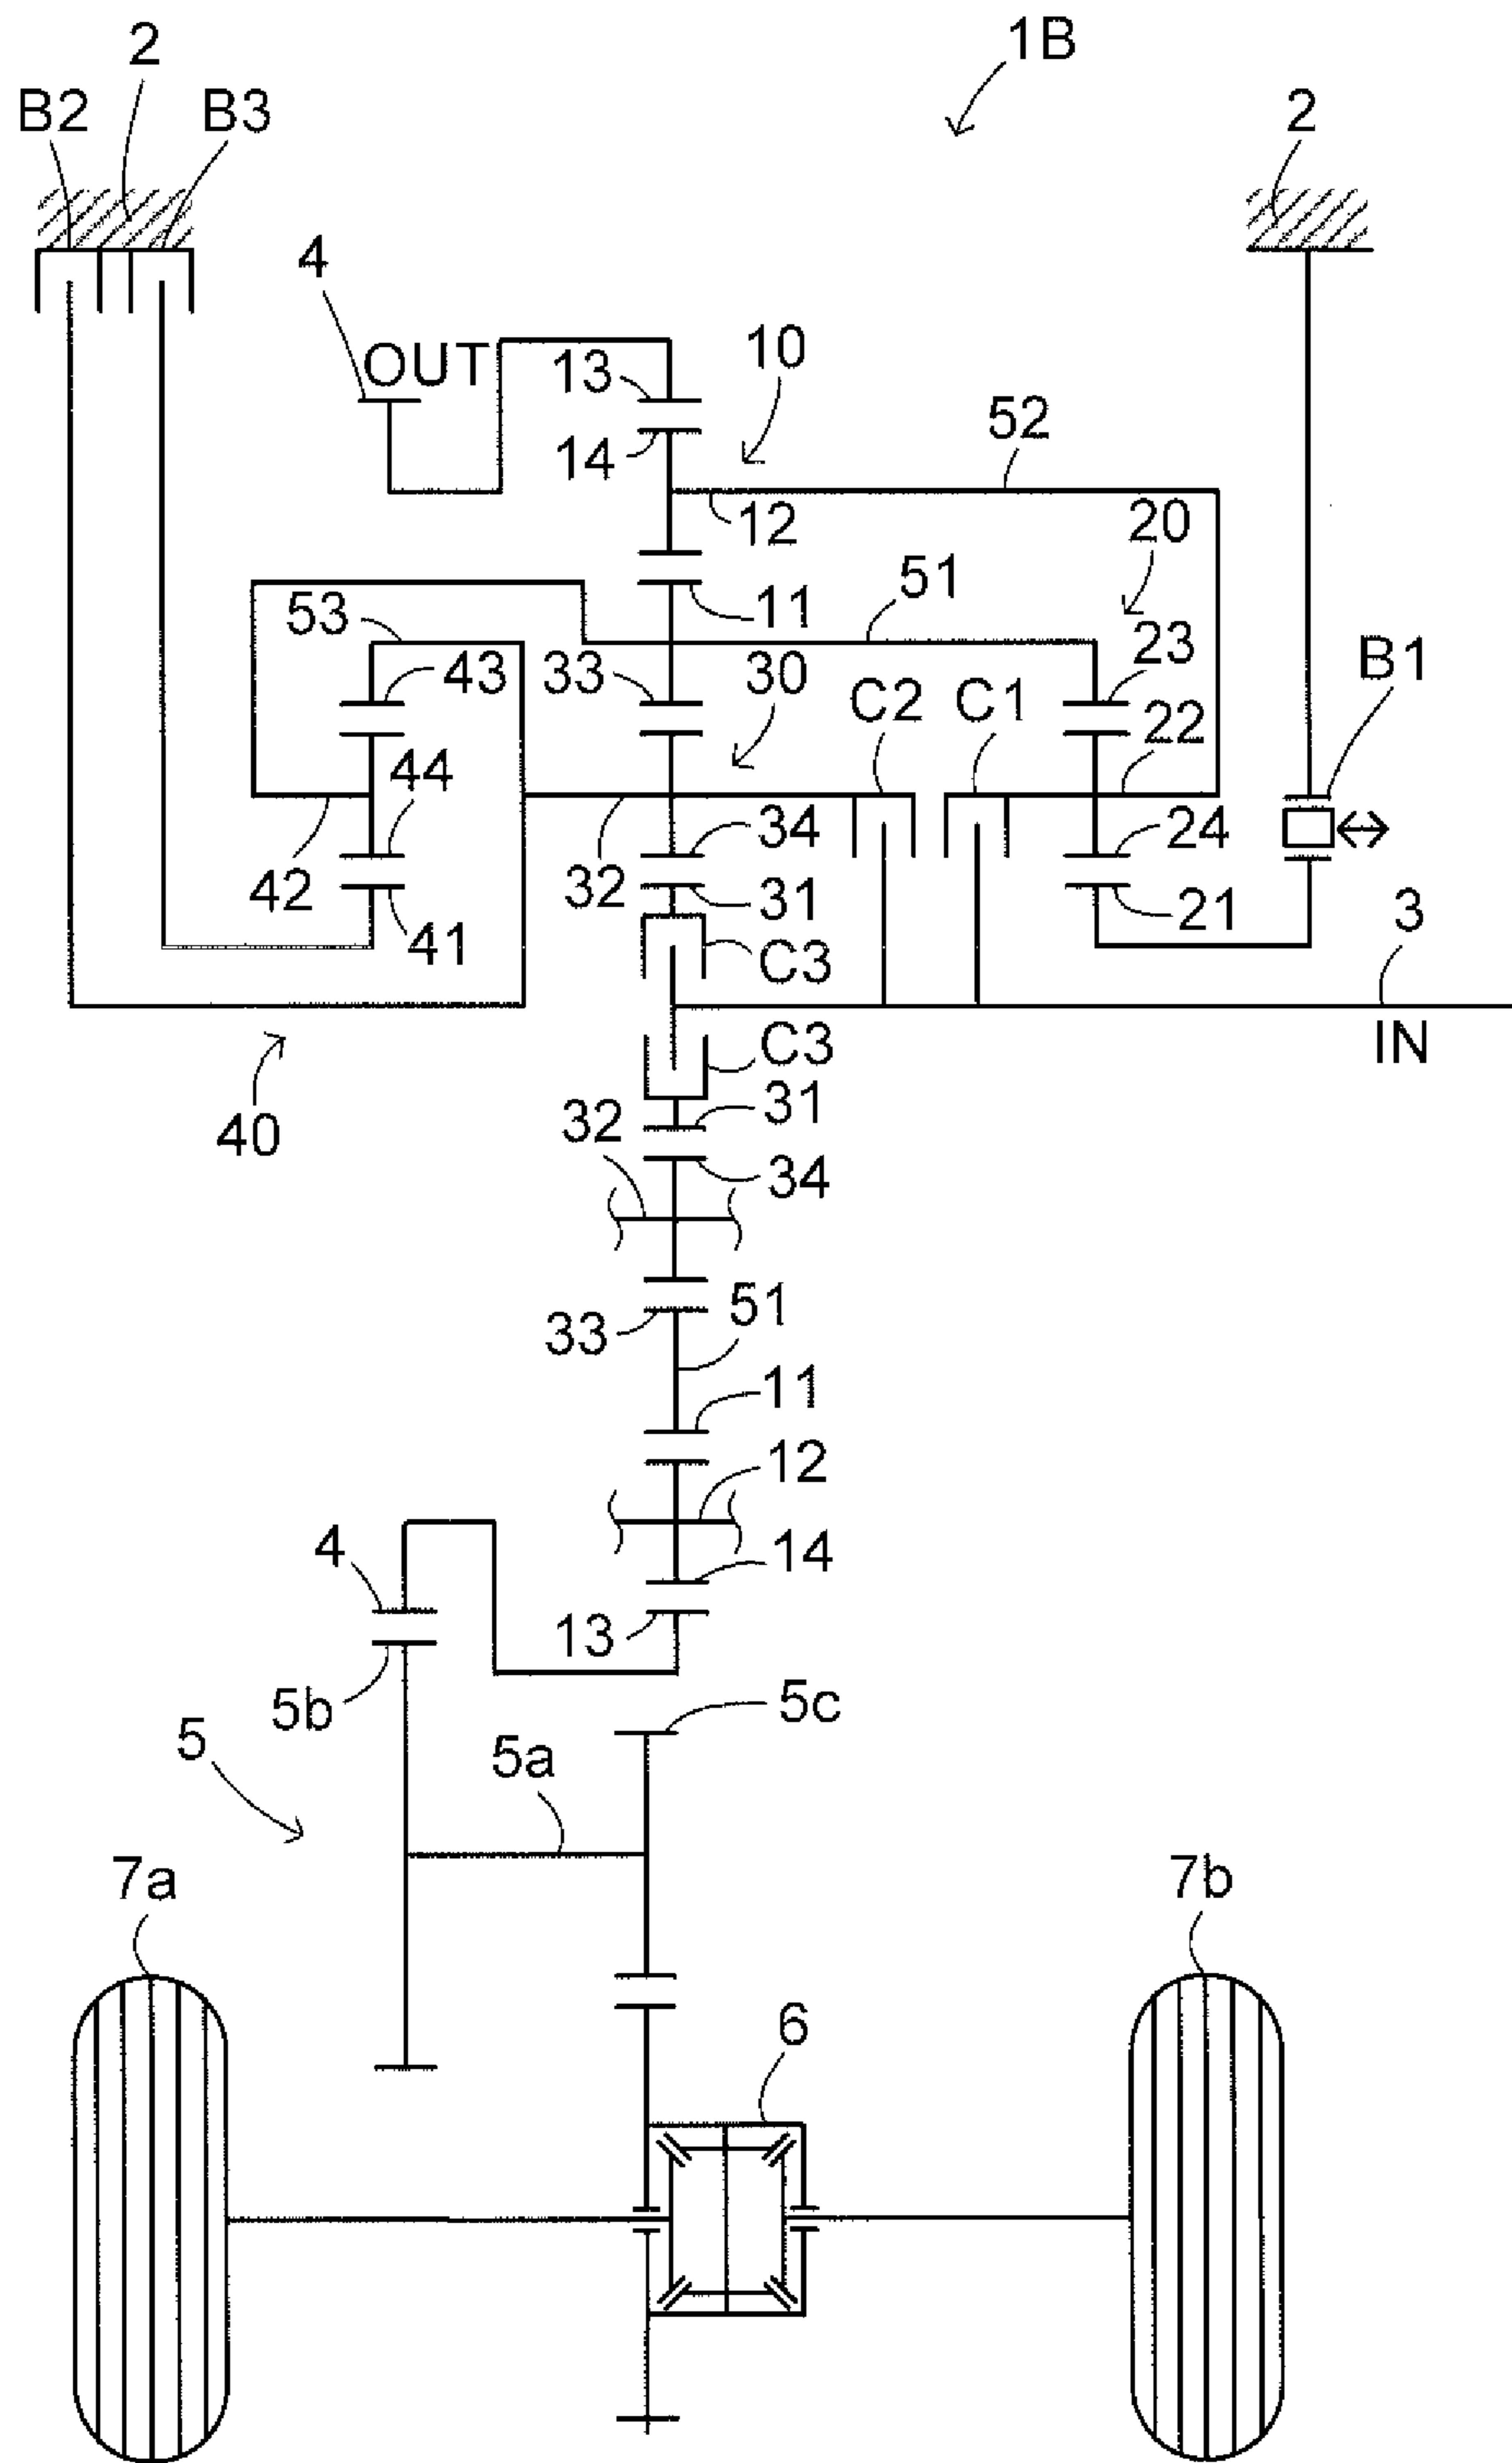 1B
2
B2 B3 2
4
OUT 13 10
14 52
12 20
53 11 51
43 33 30 C2 C1 23 B1
22
44 34 24
42 32 31 21
41 C3 3
C3 IN
40 32 31
34
51
33
11
12
4 14
13
5b 5c
5 5a
7a 7b
6